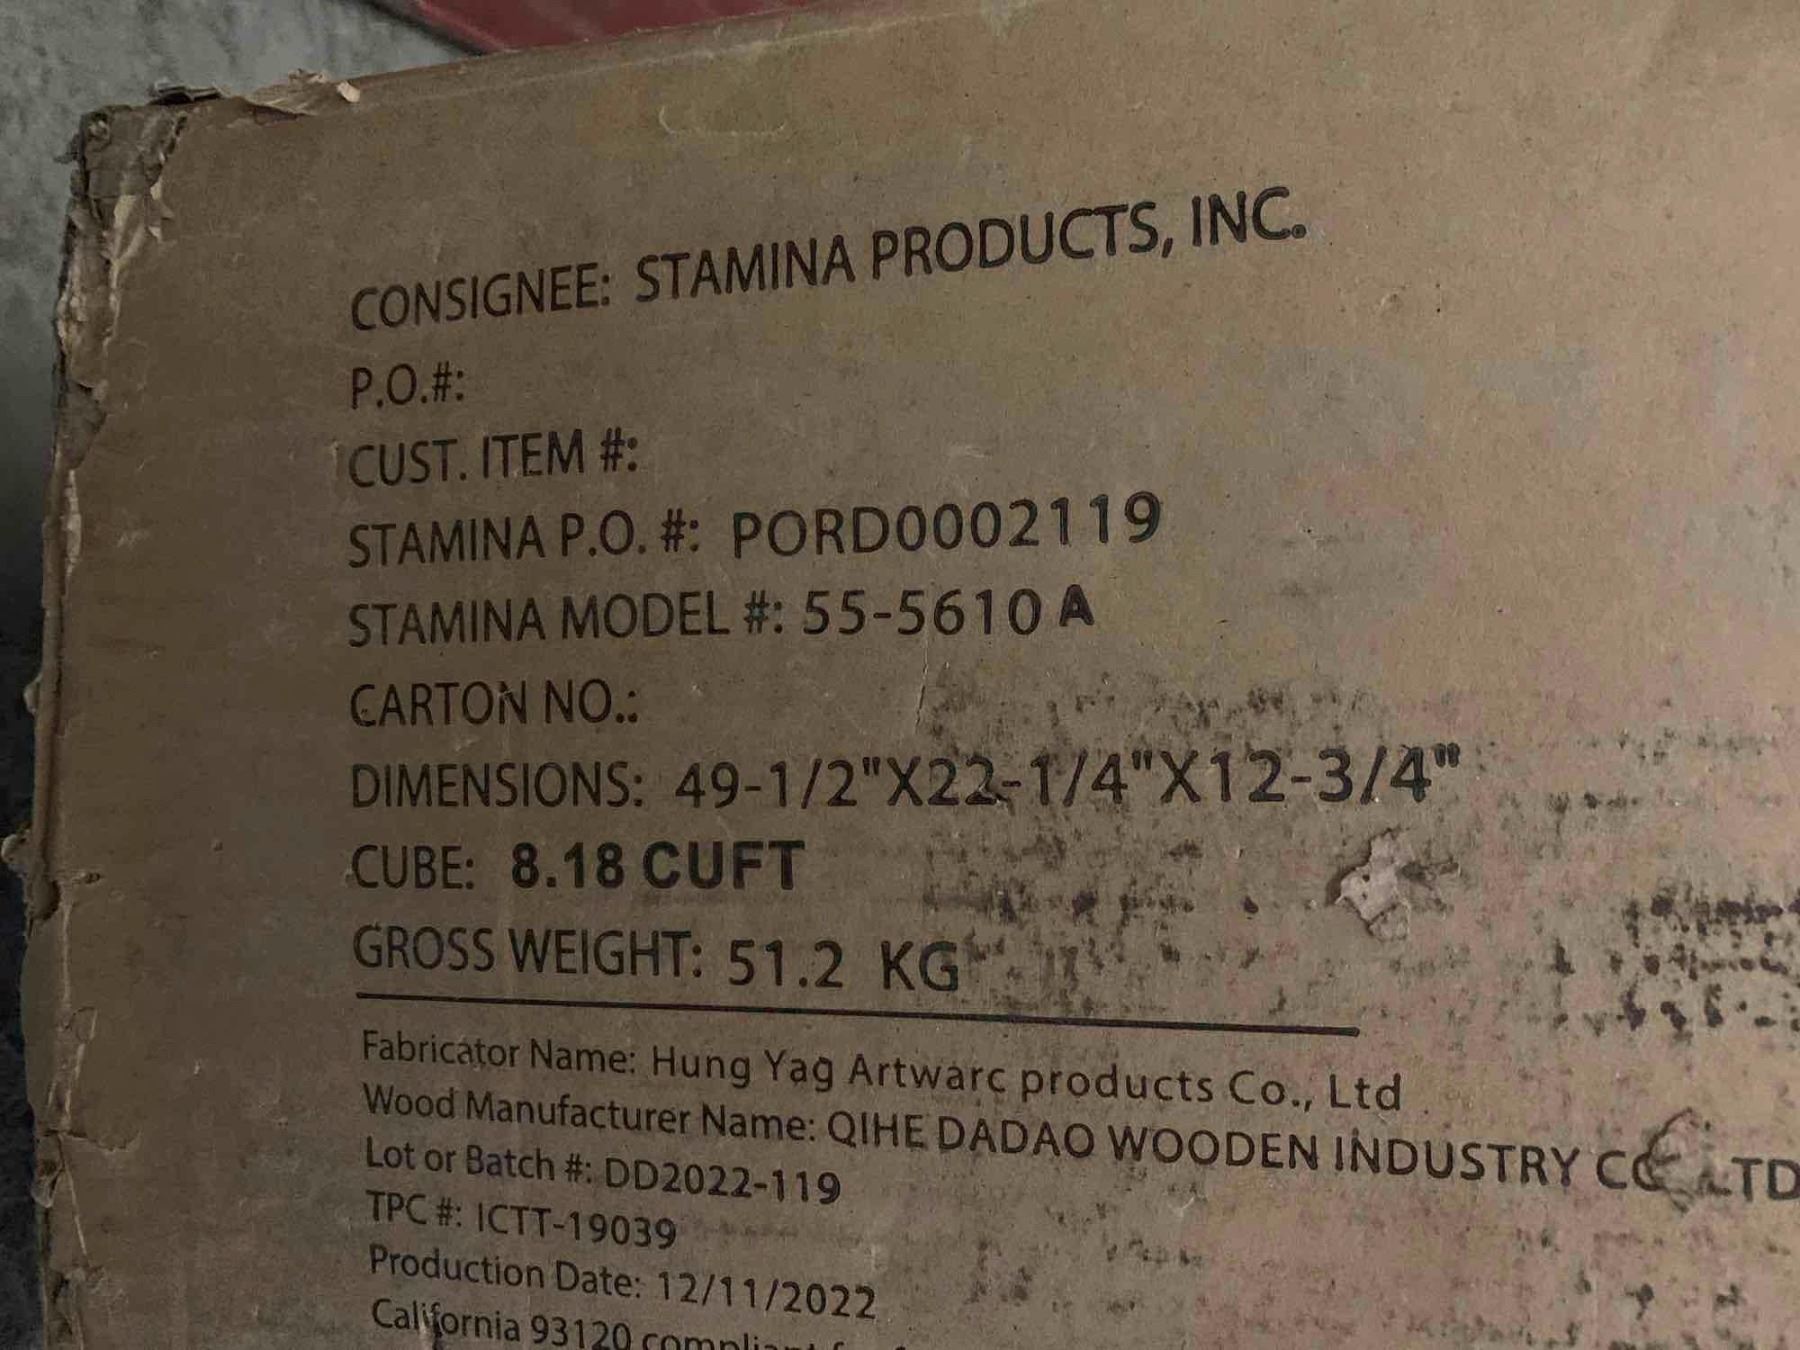 CONSIGNEE: STAMINA PRODUCTS, INC.
P.O.#:
CUST. ITEM #:
STAMINA P.O. #: PORD0002119
STAMINA MODEL #: 55-5610 A
CARTON NO.:
DIMENSIONS: 49-1/2"X22-1/4"X12-3/4"
CUBE: 8.18 CUFT
GROSS WEIGHT: 51.2 KG
Fabricator Name: Hung Yag Artwarc products Co., Ltd
Wood Manufacturer Name: QIHE DADAO WOODEN INDUSTRY
Lot or Batch #: DD2022-119
TPC #: ICTT-19039
Production Date: 12/11/2022
California 93120 compliant